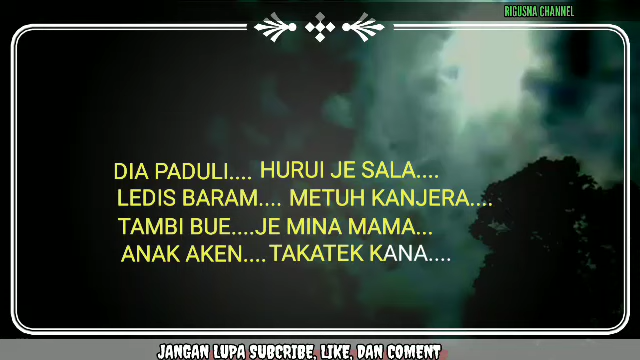 RIGUSNA CHANNEL
DIA PADULI.... HURUI JE SALA....
LEDIS BARAM.... METUH KANJERA....
TAMBI BUE....JE MINA MAMA...
ANAK AKEN....TAKATEK KANA....
JANGAN LUPA SUBCRIBE, LIKE, DAN COMENT